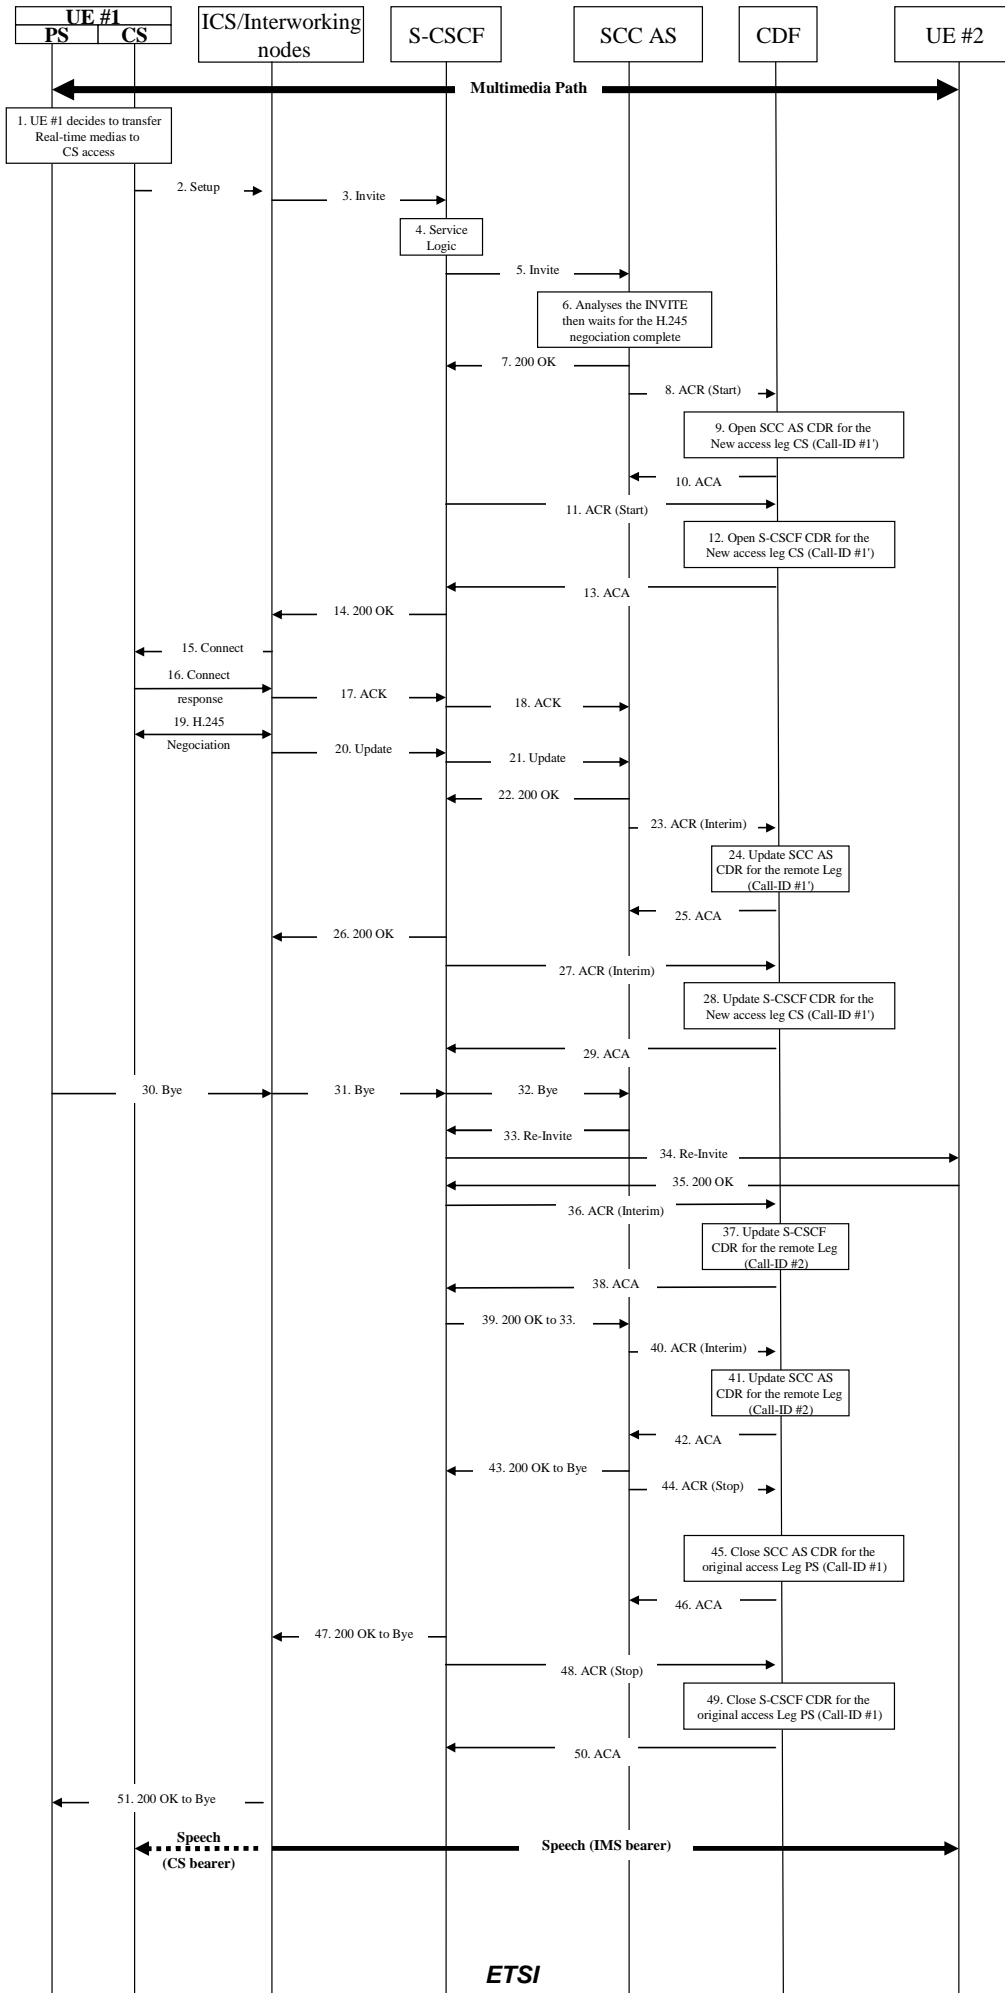 UE #1
PS
CS
ICS/Interworking
nodes
S-CSCF
SCC AS
CDF
UE #2
Multimedia Path
1. UE #1 decides to transfer
Real-time medias to
CS access
2. Setup
3. Invite
4. Service
Logic
5. Invite
6. Analyses the INVITE
then waits for the H.245
negociation complete
7. 200 OK
8. ACR (Start)
9. Open SCC AS CDR for the
New access leg CS (Call-ID #1')
10. ACA
11. ACR (Start)
12. Open S-CSCF CDR for the
New access leg CS (Call-ID #1')
13. ACA
14. 200 OK
15. Connect
16. Connect
response
17. ACK
18. ACK
19. H.245
Negociation
20. Update
21. Update
22. 200 OK
23. ACR (Interim)
24. Update SCC AS
CDR for the remote Leg
(Call-ID #1')
25. ACA
26. 200 OK
27. ACR (Interim)
28. Update S-CSCF CDR for the
New access leg CS (Call-ID #1')
29. ACA
30. Bye
31. Bye
32. Bye
33. Re-Invite
34. Re-Invite
35. 200 OK
36. ACR (Interim)
37. Update S-CSCF
CDR for the remote Leg
(Call-ID #2)
38. ACA
39. 200 OK to 33.
40. ACR (Interim)
41. Update SCC AS
CDR for the remote Leg
(Call-ID #2)
42. ACA
43. 200 OK to Bye
44. ACR (Stop)
45. Close SCC AS CDR for the
original access Leg PS (Call-ID #1)
46. ACA
47. 200 OK to Bye
48. ACR (Stop)
49. Close S-CSCF CDR for the
original access Leg PS (Call-ID #1)
50. ACA
51. 200 OK to Bye
Speech
(CS bearer)
Speech (IMS bearer)
ETSI